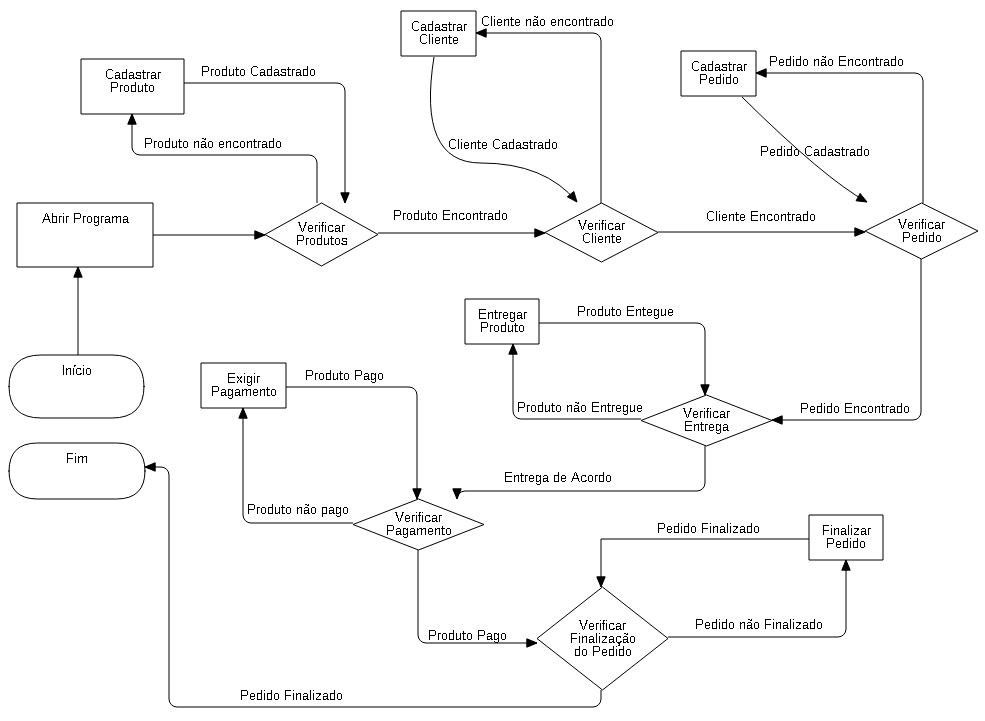 Cadastrar
Cliente
Cliente não encontrado
Cadastrar
Produto
Produto Cadastrado
Cadastrar
Pedido
Pedido não Encontrado
Produto não encontrado
Cliente Cadastrado
Pedido Cadastrado
Abrir Programa
Verificar
Produtos
Produto Encontrado
Verificar
Cliente
Cliente Encontrado
Verificar
Pedido
Entregar
Produto
Produto Entegue
Início
Exigir
Pagamento
Produto Pago
Produto não Entregue
Verificar
Entrega
Pedido Encontrado
Fim
Entrega de Acordo
Produto não pago
Verificar
Pagamento
Pedido Finalizado
Finalizar
Pedido
Produto Pago
Verificar
Finalização
do Pedido
Pedido não Finalizado
Pedido Finalizado